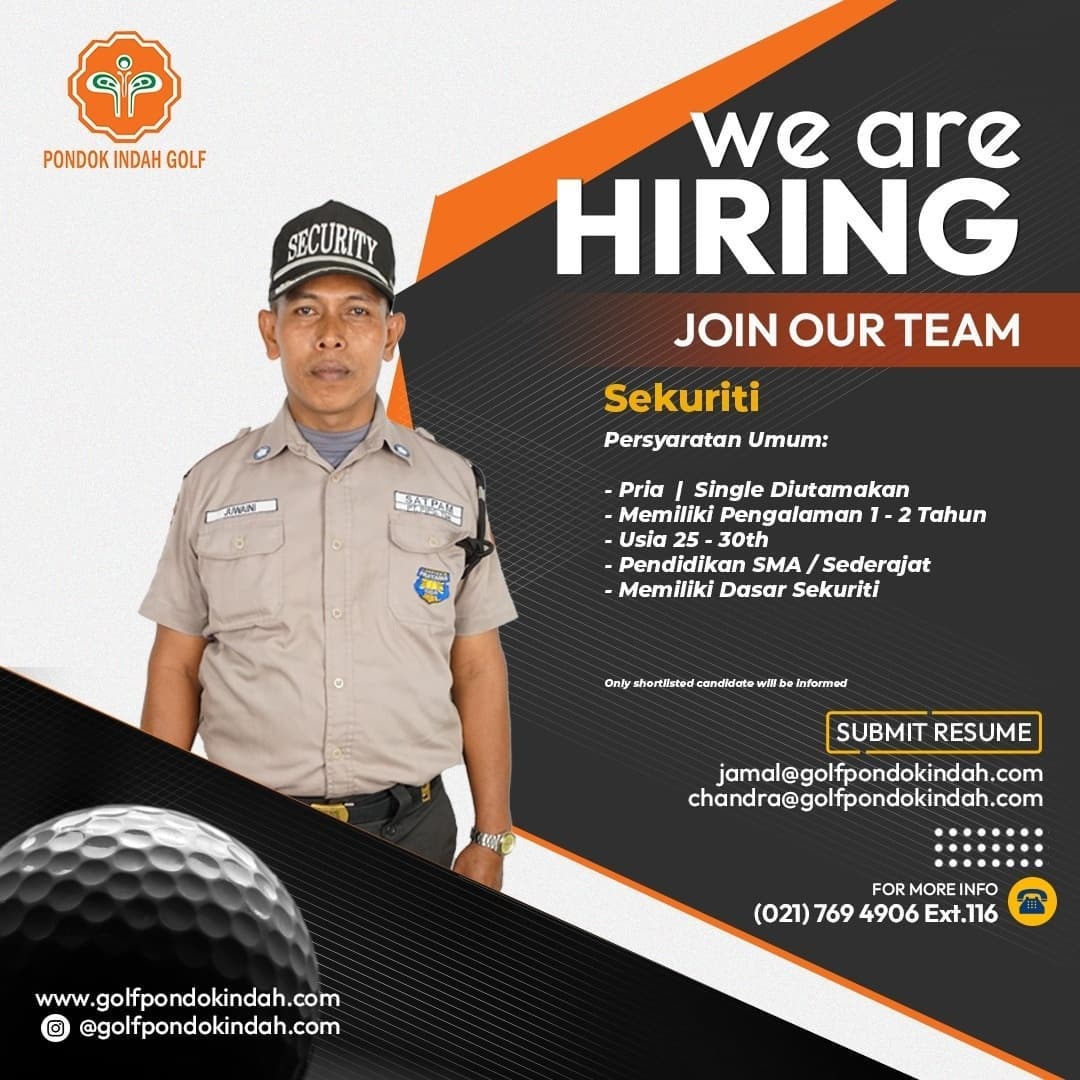 PONDOK INDAH GOLF
we are
HIRING
JOIN OUR TEAM
SECURITY
Sekuriti
Persyaratan Umum:
- Pria | Single Diutamakan
- Memiliki Pengalaman 1 - 2 Tahun
- Usia 25 - 30th
- Pendidikan SMA / Sederajat
- Memiliki Dasar Sekuriti
JUWAINI
SATPAM
Only shortlisted candidate will be informed
SUBMIT RESUME
jamal@golfpondokindah.com
chandra@golfpondokindah.com
FOR MORE INFO
(021) 769 4906 Ext.116
www.golfpondokindah.com
@golfpondokindah.com